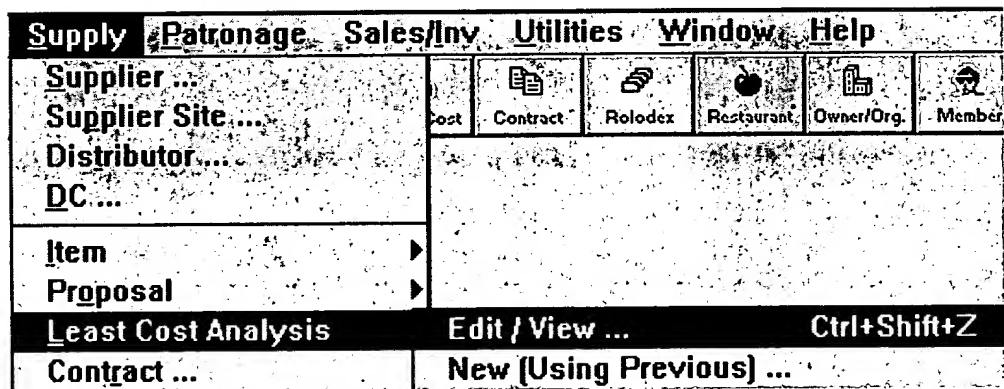 Supply Patronage Sales/Inv Utilities Window Help
Supplier ...
Supplier Site ...
Distributor ...
DC ...
Cost Contract Rolodex Restaurant Owner/Org. Member
Item
Proposal
Least Cost Analysis Edit / View ... Ctrl+Shift+Z
Contract ... New (Using Previous) ...